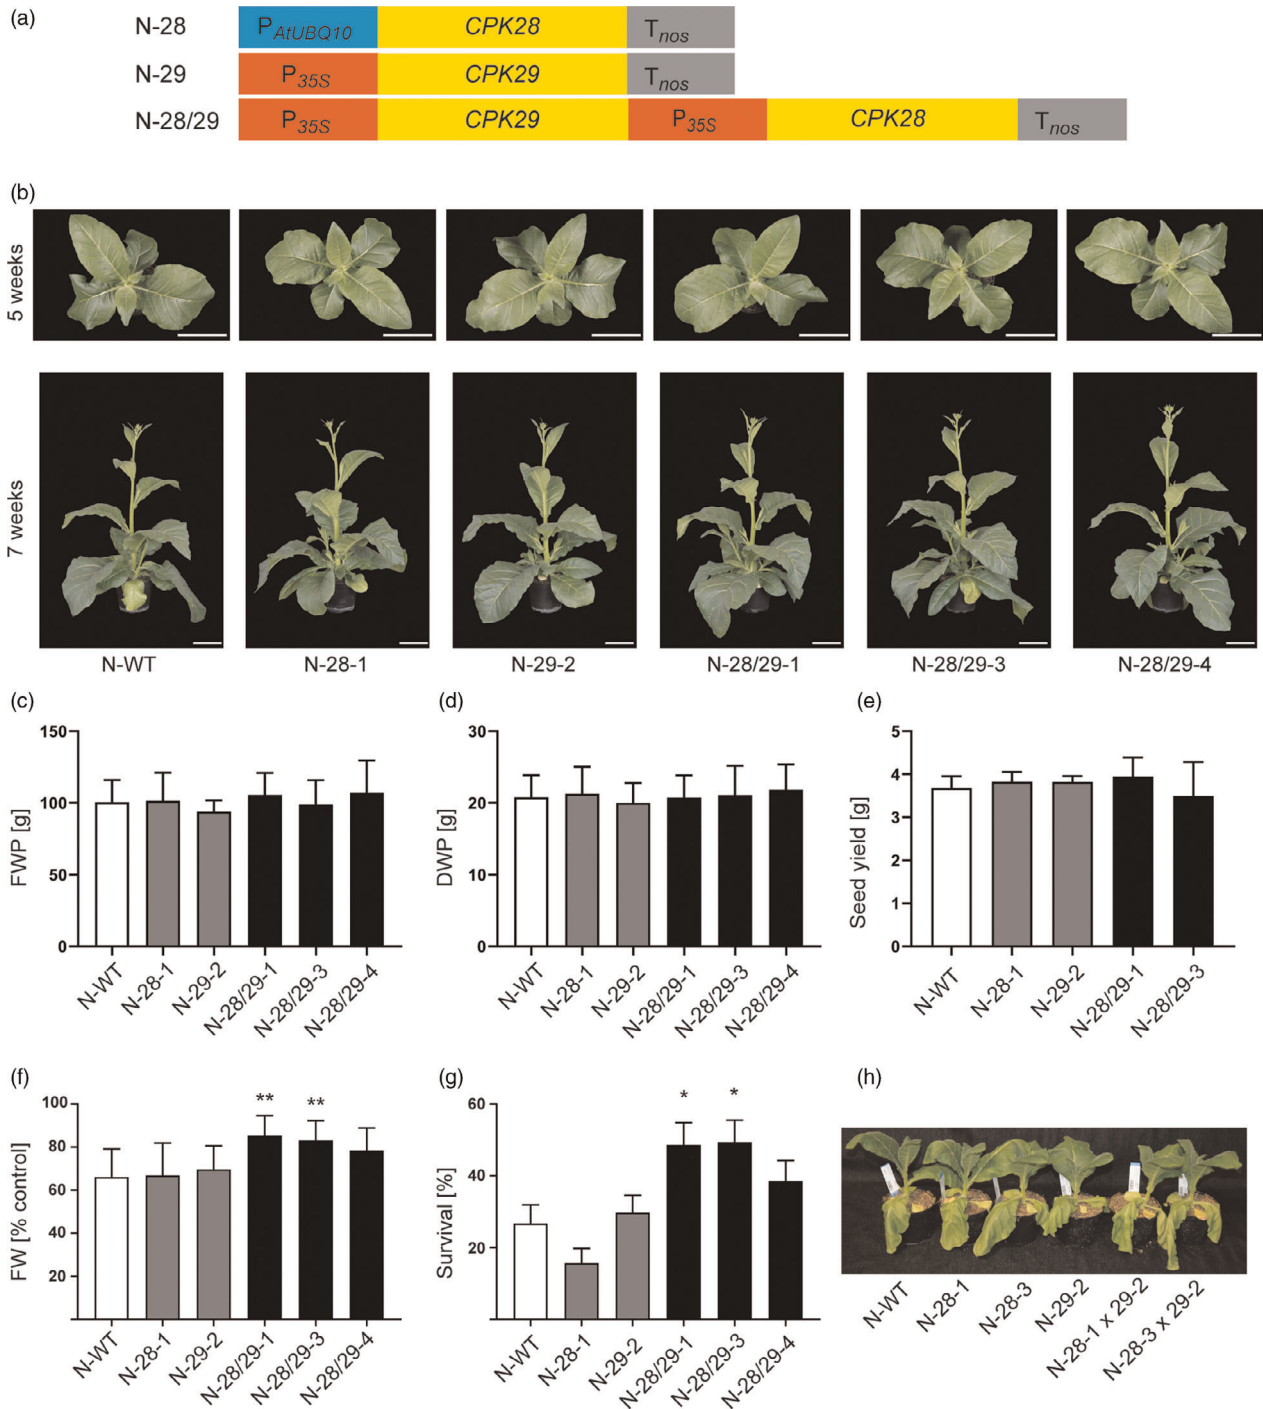 (a)
N-28
P AtUBQ10 CPK28 T nos
N-29
P 35S CPK29 T nos
N-28/29
P 35S CPK29 P 35S CPK28 T nos
(b)
5 weeks
7 weeks
N-WT N-28-1 N-29-2 N-28/29-1 N-28/29-3 N-28/29-4
(c)
FWP [g]
150
100
50
0
N-WT N-28-1 N-29-2 N-28/29-1 N-28/29-3 N-28/29-4
(d)
DWP [g]
30
20
10
0
N-WT N-28-1 N-29-2 N-28/29-1 N-28/29-3 N-28/29-4
(e)
Seed yield [g]
5
4
3
2
1
0
N-WT N-28-1 N-29-2 N-28/29-1 N-28/29-3
(f)
FW [% control]
100
80
60
40
20
** **
N-WT N-28-1 N-29-2 N-28/29-1 N-28/29-3 N-28/29-4
(g)
Survival [%]
60
40
20
* *
N-WT N-28-1 N-29-2 N-28/29-1 N-28/29-3 N-28/29-4
(h)
N-WT N-28-1 N-28-3 N-29-2 N-28-1 x 29-2 N-28-3 x 29-2